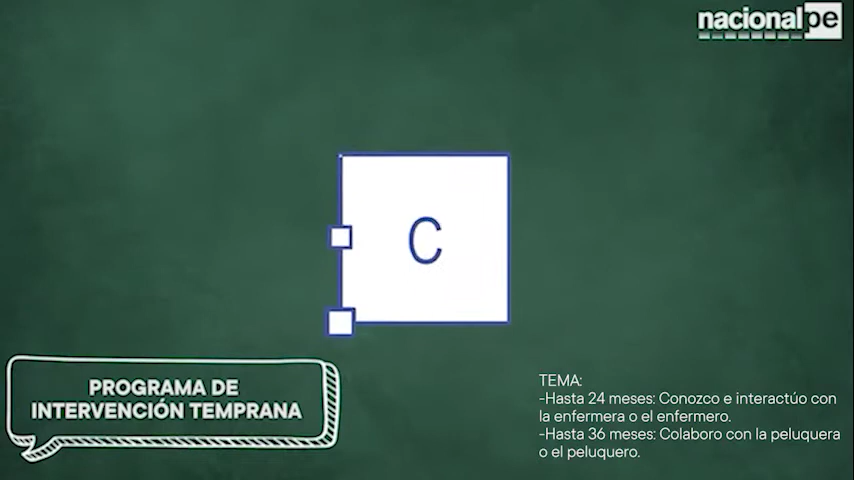 nacionalpe
C
PROGRAMA DE
INTERVENCIÓN TEMPRANA
TEMA:
-Hasta 24 meses: Conozco e interactúo con
la enfermera o el enfermero.
-Hasta 36 meses: Colaboro con la peluquera
o el peluquero.